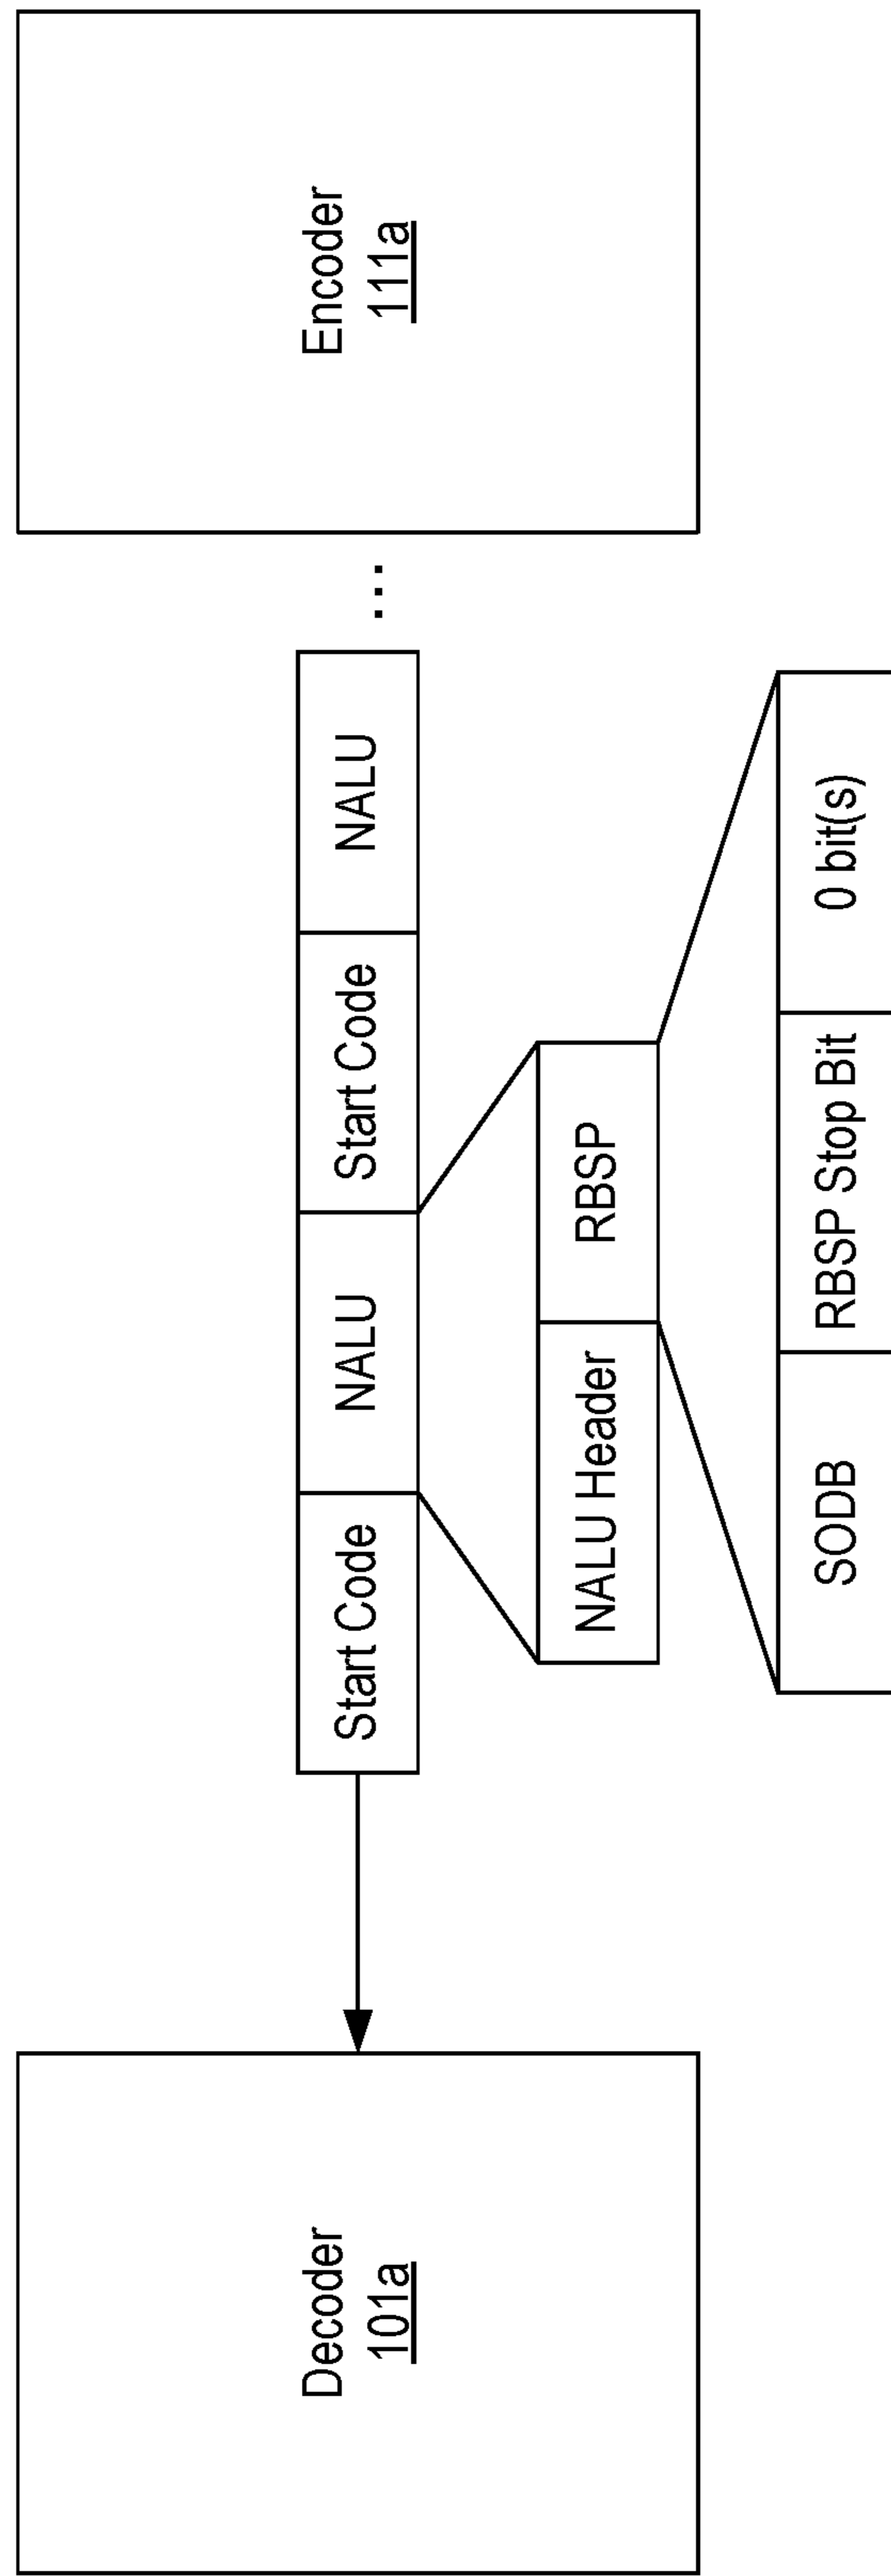 Decoder
101a
Start Code
NALU
Start Code
NALU
...
Encoder
111a
NALU Header
RBSP
SODB
RBSP Stop Bit
0 bit(s)